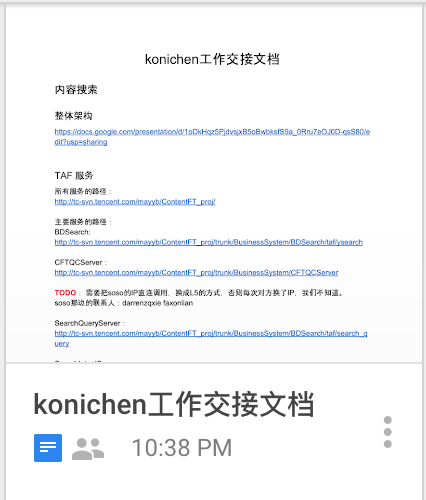 konichen工作交接文档
内容搜索
整体架构
https://docs.google.com/presentation/d/1oDkHqz5PjdvsjxB5oBwbksfS9a_0Rru7eOJ0D-qsS80/e
dit?usp=sharing
TAF 服务
所有服务的路径：
http://tc-svn.tencent.com/mayyb/ContentFT_proj/
主要服务的路径：
BDSearch:
http://tc-svn.tencent.com/mayyb/ContentFT_proj/trunk/BusinessSystem/BDSearch/taf/ysearch
CFTQCServer：
http://tc-svn.tencent.com/mayyb/ContentFT_proj/trunk/BusinessSystem/CFTQCServer
TODO： 需要把soso的IP直连调用，换成L5的方式，否则每次对方换了IP，我们不知道。
soso那边的联系人：darrenzqxie faxonlian
SearchQueryServer：
http://tc-svn.tencent.com/mayyb/ContentFT_proj/trunk/BusinessSystem/BDSearch/taf/search_q
uery
konichen工作交接文档
10:38 PM